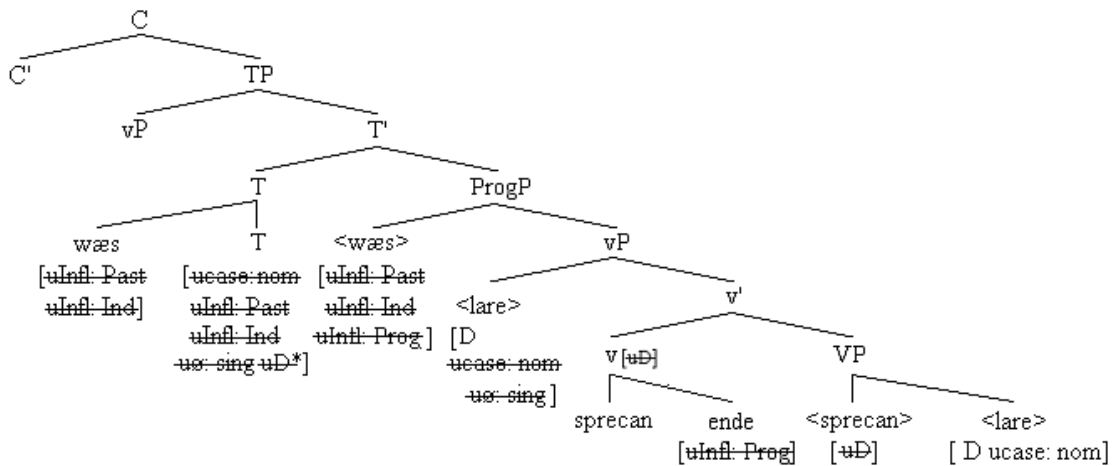 C
C' TP
vP T'
T ProgP
wæs T <wæs> vP
[uInfl: Past [ucase: nom [uInfl: Past
uInfl: Ind] uInfl: Past uInfl: Ind <lare> v'
uInfl: Ind uInfl: Prog] [D
uø: sing uD*] ucase: nom v [uD] VP
uø: sing]
sprecan ende <sprecan> <lare>
[uInfl: Prog] [uD] [ D ucase: nom]